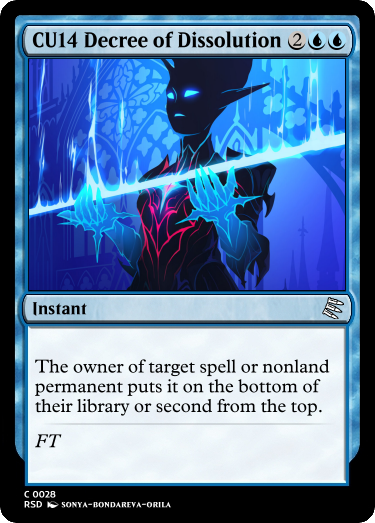 CU14 Decree of Dissolution 2
Instant
The owner of target spell or nonland
permanent puts it on the bottom of
their library or second from the top.
FT
C 0028
RSD SONYA-BONDAREVA-ORILA